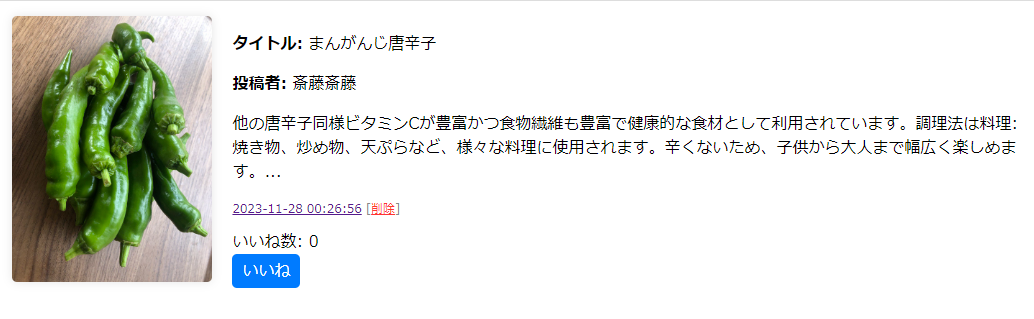 タイトル: まんがんじ唐辛子
投稿者: 斎藤斎藤
他の唐辛子同様ビタミンCが豊富かつ食物繊維も豊富で健康的な食材として利用されています。調理法は料理:
焼き物、炒め物、天ぷらなど、様々な料理に使用されます。辛くないため、子供から大人まで幅広く楽しめま
す。...
2023-11-28 00:26:56 [削除]
いいね数: 0
いいね